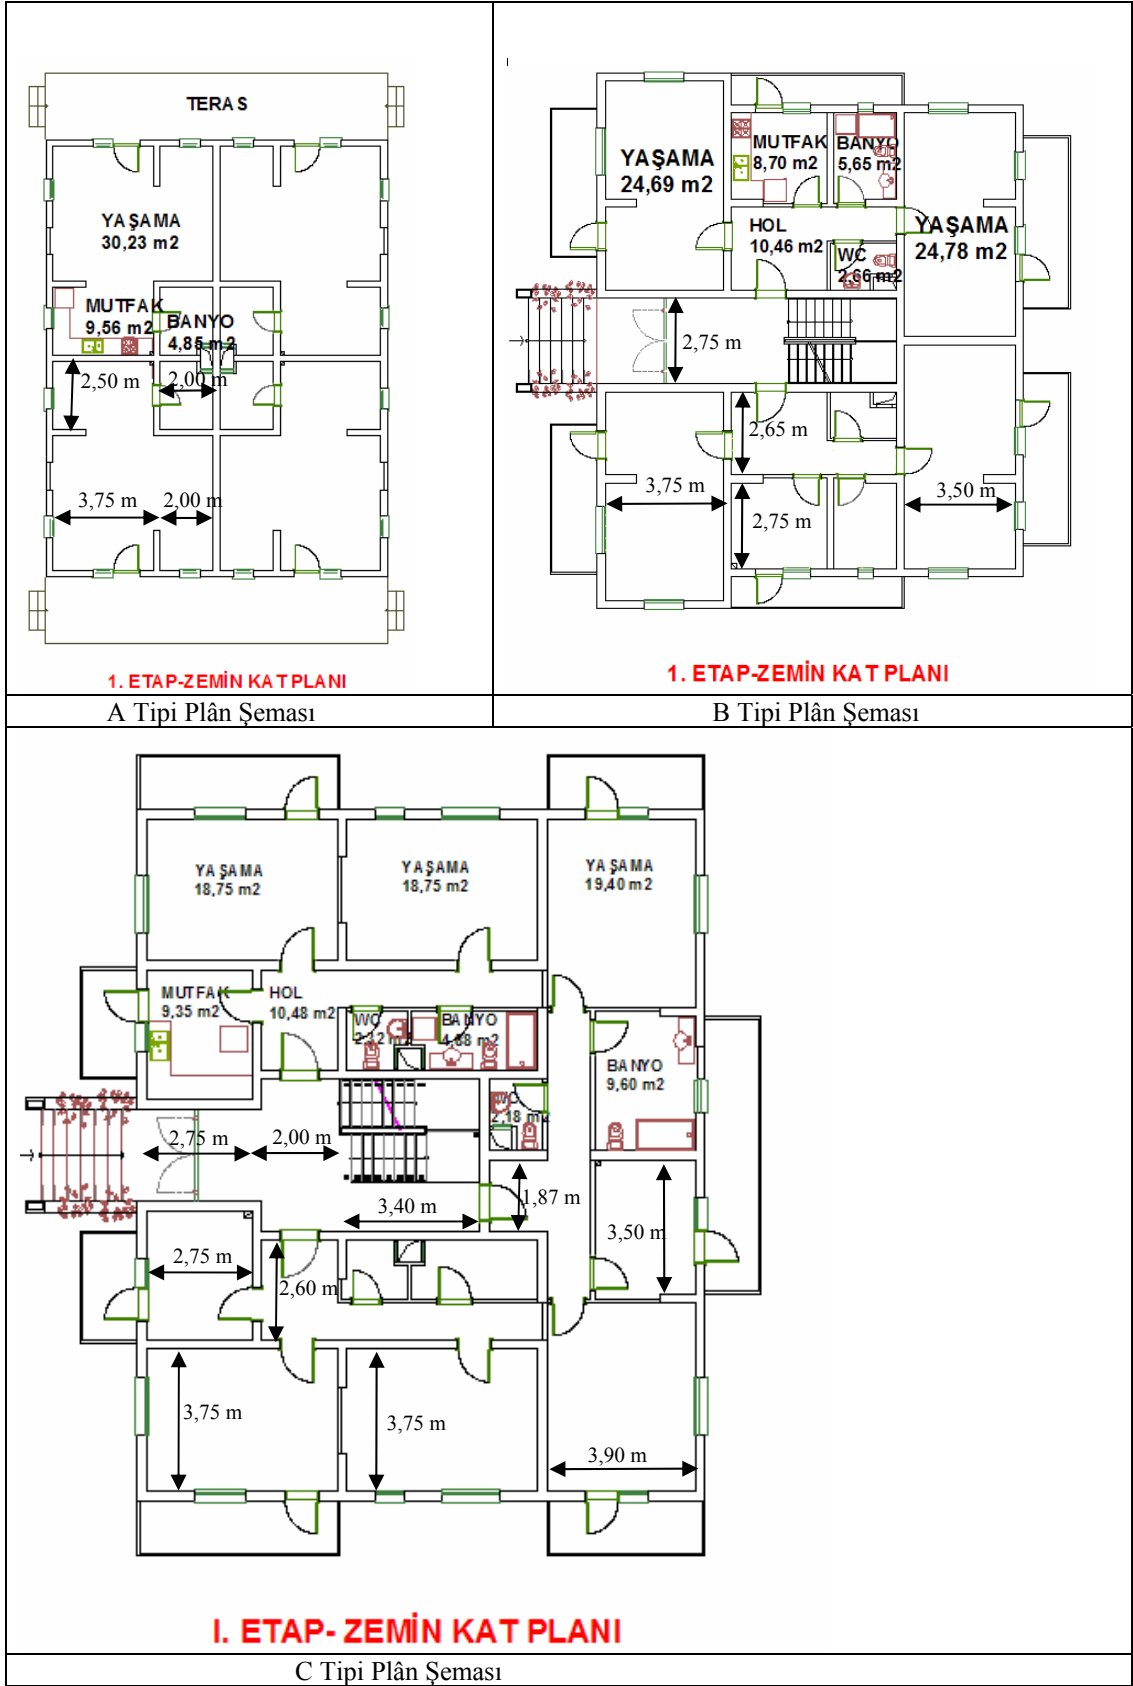 TERAS
YAŞAMA
30,23 m2
MUTFAK
9,56 m2
BANYO
4,85 m2
2,50 m
2,00 m
3,75 m
2,00 m
1. ETAP-ZEMİN KAT PLANI
A Tipi Plân Şeması
YAŞAMA
24,69 m2
MUTFAK
8,70 m2
BANYO
5,65 m2
HOL
10,46 m2
WC
2,66 m2
YAŞAMA
24,78 m2
2,75 m
2,65 m
3,75 m
2,75 m
3,50 m
1. ETAP-ZEMİN KAT PLANI
B Tipi Plân Şeması
YAŞAMA
18,75 m2
YAŞAMA
18,75 m2
YAŞAMA
19,40 m2
MUTFAK
9,35 m2
HOL
10,48 m2
WC
BANYO
4,88 m2
BANYO
9,60 m2
WC
2,18 m2
2,75 m
2,00 m
3,40 m
1,87 m
3,50 m
2,75 m
2,60 m
3,75 m
3,75 m
3,90 m
I. ETAP- ZEMİN KAT PLANI
C Tipi Plân Şeması